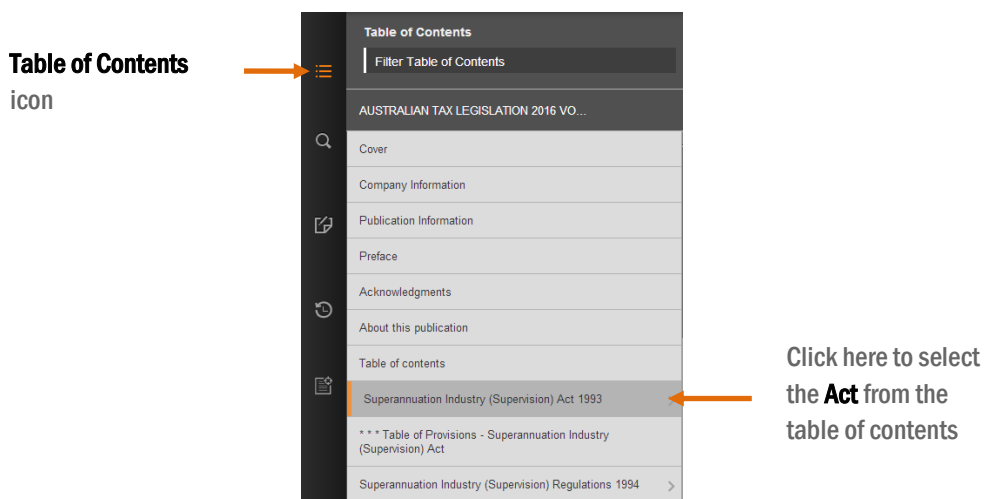 Table of Contents
icon
Table of Contents
Filter Table of Contents
AUSTRALIAN TAX LEGISLATION 2016 VO...
Cover
Company Information
Publication Information
Preface
Acknowledgments
About this publication
Table of contents
Superannuation Industry (Supervision) Act 1993
* * * Table of Provisions - Superannuation Industry
(Supervision) Act
Superannuation Industry (Supervision) Regulations 1994
Click here to select
the Act from the
table of contents